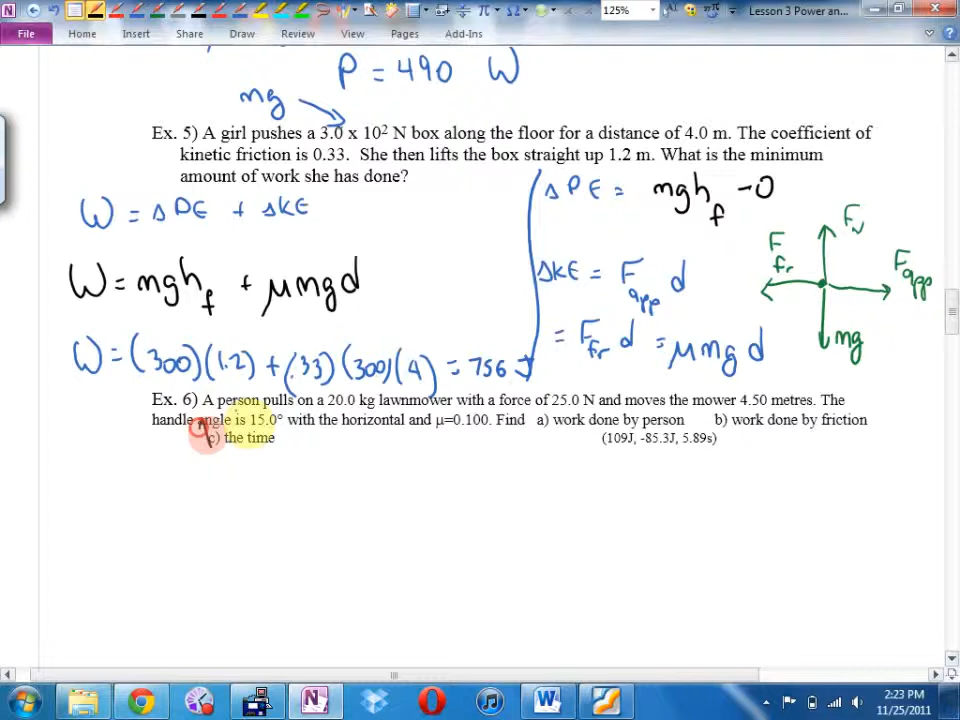 125%
Lesson 3 Power an...
File Home Insert Share Draw Review View Pages Add-Ins
P = 490 W
mg
Ex. 5) A girl pushes a 3.0 x 10² N box along the floor for a distance of 4.0 m. The coefficient of
kinetic friction is 0.33. She then lifts the box straight up 1.2 m. What is the minimum
amount of work she has done?
W = ΔPE + ΔKE
ΔPE = mgh_f - 0
F_N
F_fr
F_app
mg
W = mgh_f + μmgd
ΔKE = F_app d
= F_fr d = μmg d
W = (300)(1.2) + (.33)(300)(4) = 756 J
Ex. 6) A person pulls on a 20.0 kg lawnmower with a force of 25.0 N and moves the mower 4.50 metres. The
handle angle is 15.0° with the horizontal and μ=0.100. Find a) work done by person b) work done by friction
c) the time (109J, -85.3J, 5.89s)
2:23 PM
11/25/2011